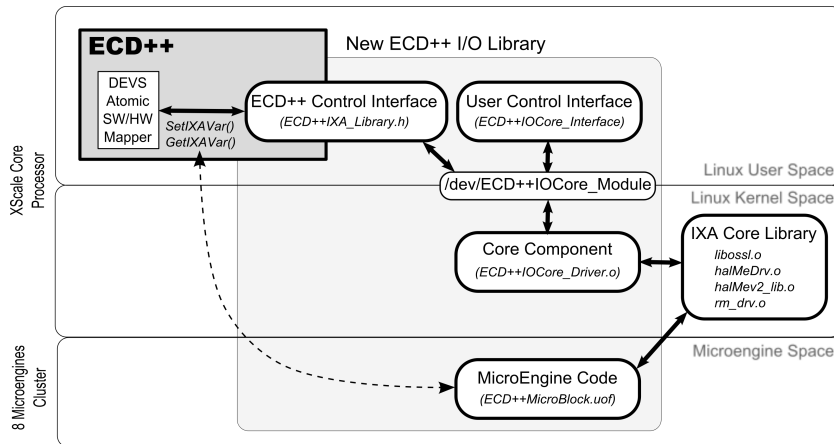 ECD++
New ECD++ I/O Library
DEVS
Atomic
SW/HW
Mapper
SetIXAVar()
GetIXAVar()
ECD++ Control Interface
(ECD++IXA_Library.h)
User Control Interface
(ECD++IOCore_Interface)
/dev/ECD++IOCore_Module
Linux User Space
Linux Kernel Space
XScale Core
Processor
Core Component
(ECD++IOCore_Driver.o)
IXA Core Library
libossl.o
halMeDrv.o
halMev2_lib.o
rm_drv.o
Microengine Space
8 Microengines
Cluster
MicroEngine Code
(ECD++MicroBlock.uof)